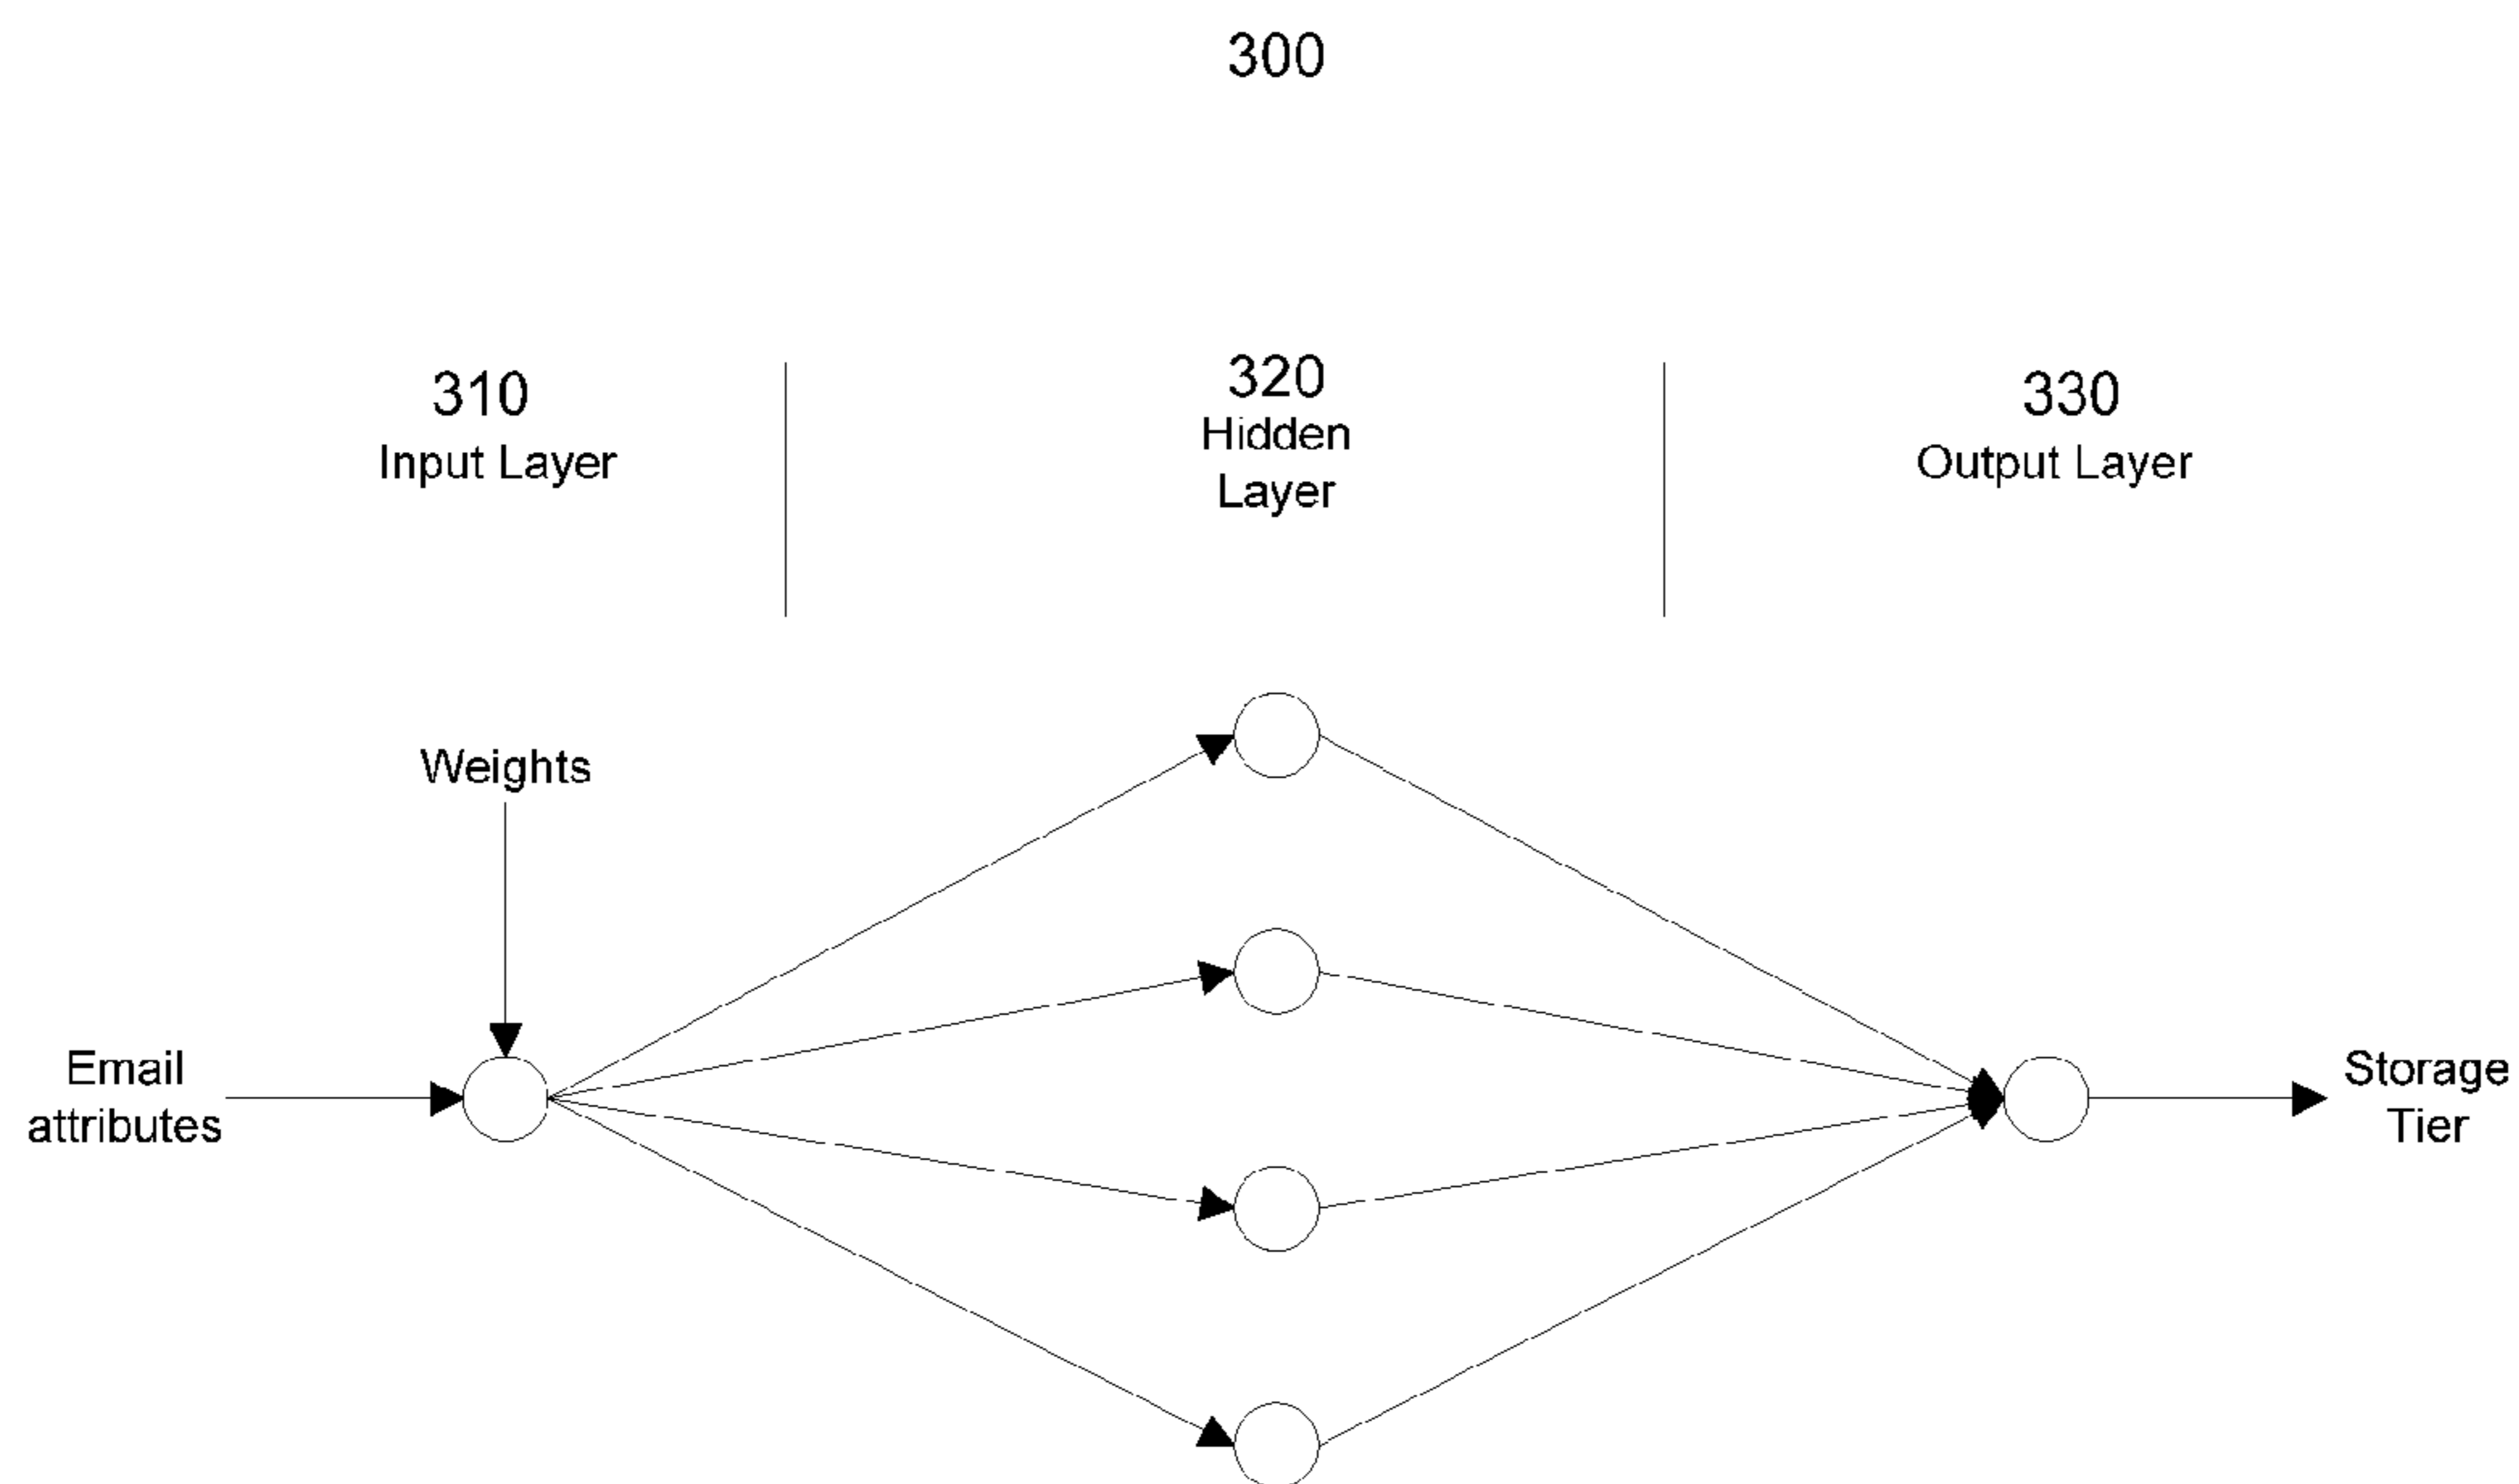 300
310
Input Layer
320
Hidden
Layer
330
Output Layer
Weights
Email
attributes
Storage
Tier